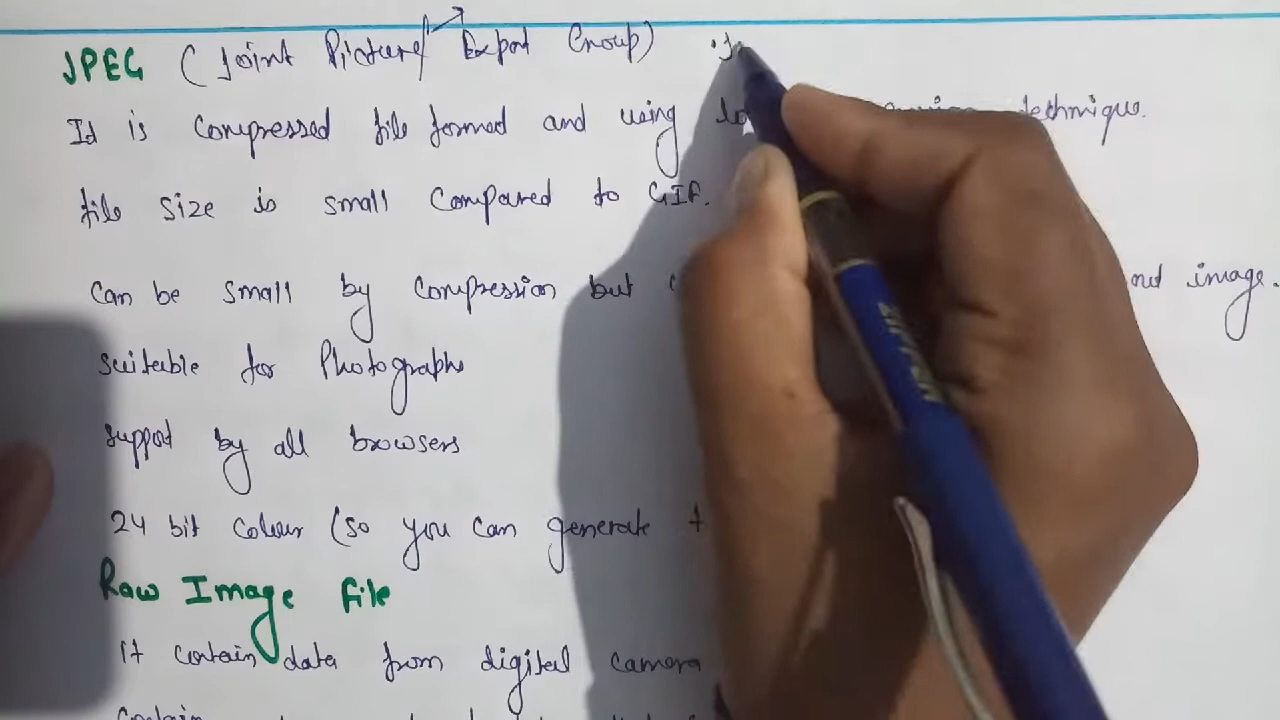 JPEG (Joint Picture Expert Group) .j
It is compressed file formed and using technique.
file size is small compared to GIF.
Can be small by compression but image.
suitable for Photographs
support by all browsers
24 bit colour (so you can generate
Raw Image file
It contain data from digital camera
Contain